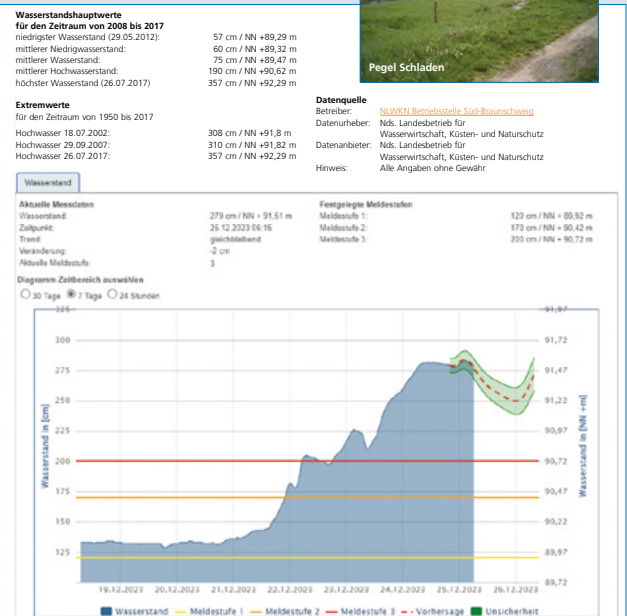 Wasserstandshauptwerte
für den Zeitraum von 2008 bis 2017
niedrigster Wasserstand (29.05.2012): 57 cm / NN +89,29 m
mittlerer Niedrigwasserstand: 60 cm / NN +89,32 m
mittlerer Wasserstand: 75 cm / NN +89,47 m
mittlerer Hochwasserstand: 190 cm / NN +90,62 m
höchster Wasserstand (26.07.2017) 357 cm / NN +92,29 m
Pegel Schladen
Extremwerte
für den Zeitraum von 1950 bis 2017
Hochwasser 18.07.2002: 308 cm / NN +91,8 m
Hochwasser 29.09.2007: 310 cm / NN +91,82 m
Hochwasser 26.07.2017: 357 cm / NN +92,29 m
Datenquelle
Betreiber: NLWKN Betriebsstelle Süd-Braunschweig
Datenurheber: Nds. Landesbetrieb für
Wasserwirtschaft, Küsten- und Naturschutz
Datenanbieter: Nds. Landesbetrieb für
Wasserwirtschaft, Küsten- und Naturschutz
Hinweis: Alle Angaben ohne Gewähr
Wasserstand
Aktuelle Messdaten
Wasserstand: 279 cm / NN + 91,51 m
Zeitpunkt: 25.12.2023 06:15
Trend: gleichbleibend
Veränderung: -2 cm
Aktuelle Meldestufe: 3
Festgelegte Meldestufen
Meldestufe 1: 120 cm / NN + 89,92 m
Meldestufe 2: 170 cm / NN + 90,42 m
Meldestufe 3: 200 cm / NN + 90,72 m
Diagramm Zeitbereich auswählen
30 Tage 7 Tage 24 Stunden
325 91,97
300 91,72
275 91,47
250 91,22
225 90,97
200 90,72
175 90,47
150 90,22
125 89,97
89,72
Wasserstand in [cm]
Wasserstand in [NN +m]
19.12.2023 20.12.2023 21.12.2023 22.12.2023 23.12.2023 24.12.2023 25.12.2023 26.12.2023
Wasserstand Meldestufe 1 Meldestufe 2 Meldestufe 3 Vorhersage Unsicherheit